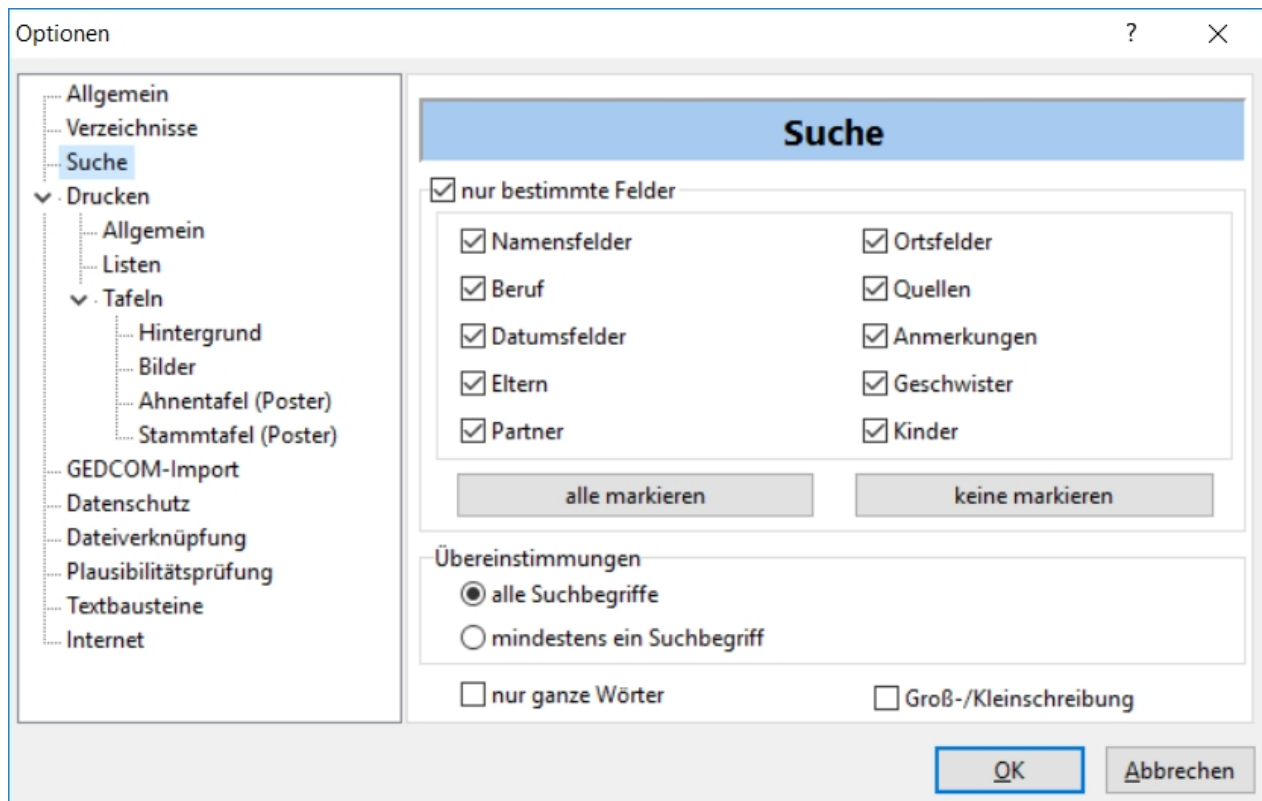 Optionen ?
Allgemein
Verzeichnisse
Suche
Drucken
Allgemein
Listen
Tafeln
Hintergrund
Bilder
Ahnentafel (Poster)
Stammtafel (Poster)
GEDCOM-Import
Datenschutz
Dateiverknüpfung
Plausibilitätsprüfung
Textbausteine
Internet
Suche
nur bestimmte Felder
Namensfelder Ortsfelder
Beruf Quellen
Datumsfelder Anmerkungen
Eltern Geschwister
Partner Kinder
alle markieren keine markieren
Übereinstimmungen
alle Suchbegriffe
mindestens ein Suchbegriff
nur ganze Wörter Groß-/Kleinschreibung
OK Abbrechen